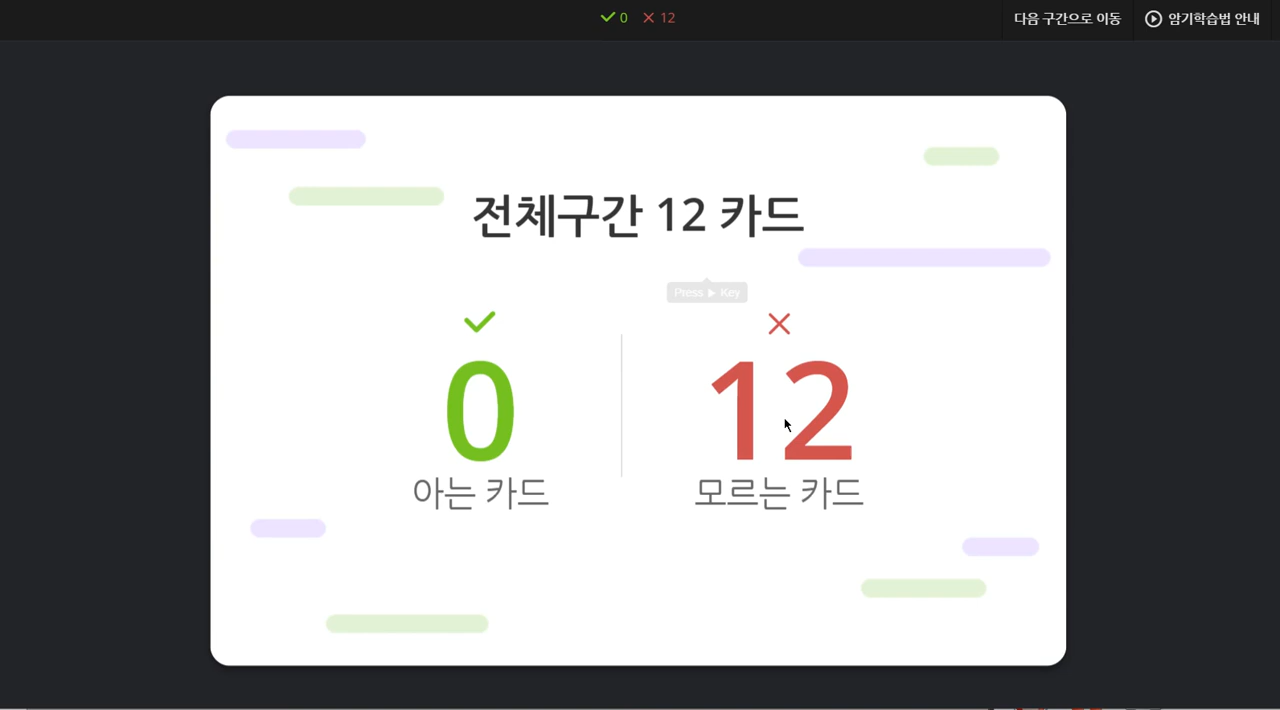 0 12 다음 구간으로 이동 암기학습법 안내
전체구간 12 카드
Press Key
0 12
아는 카드 모르는 카드